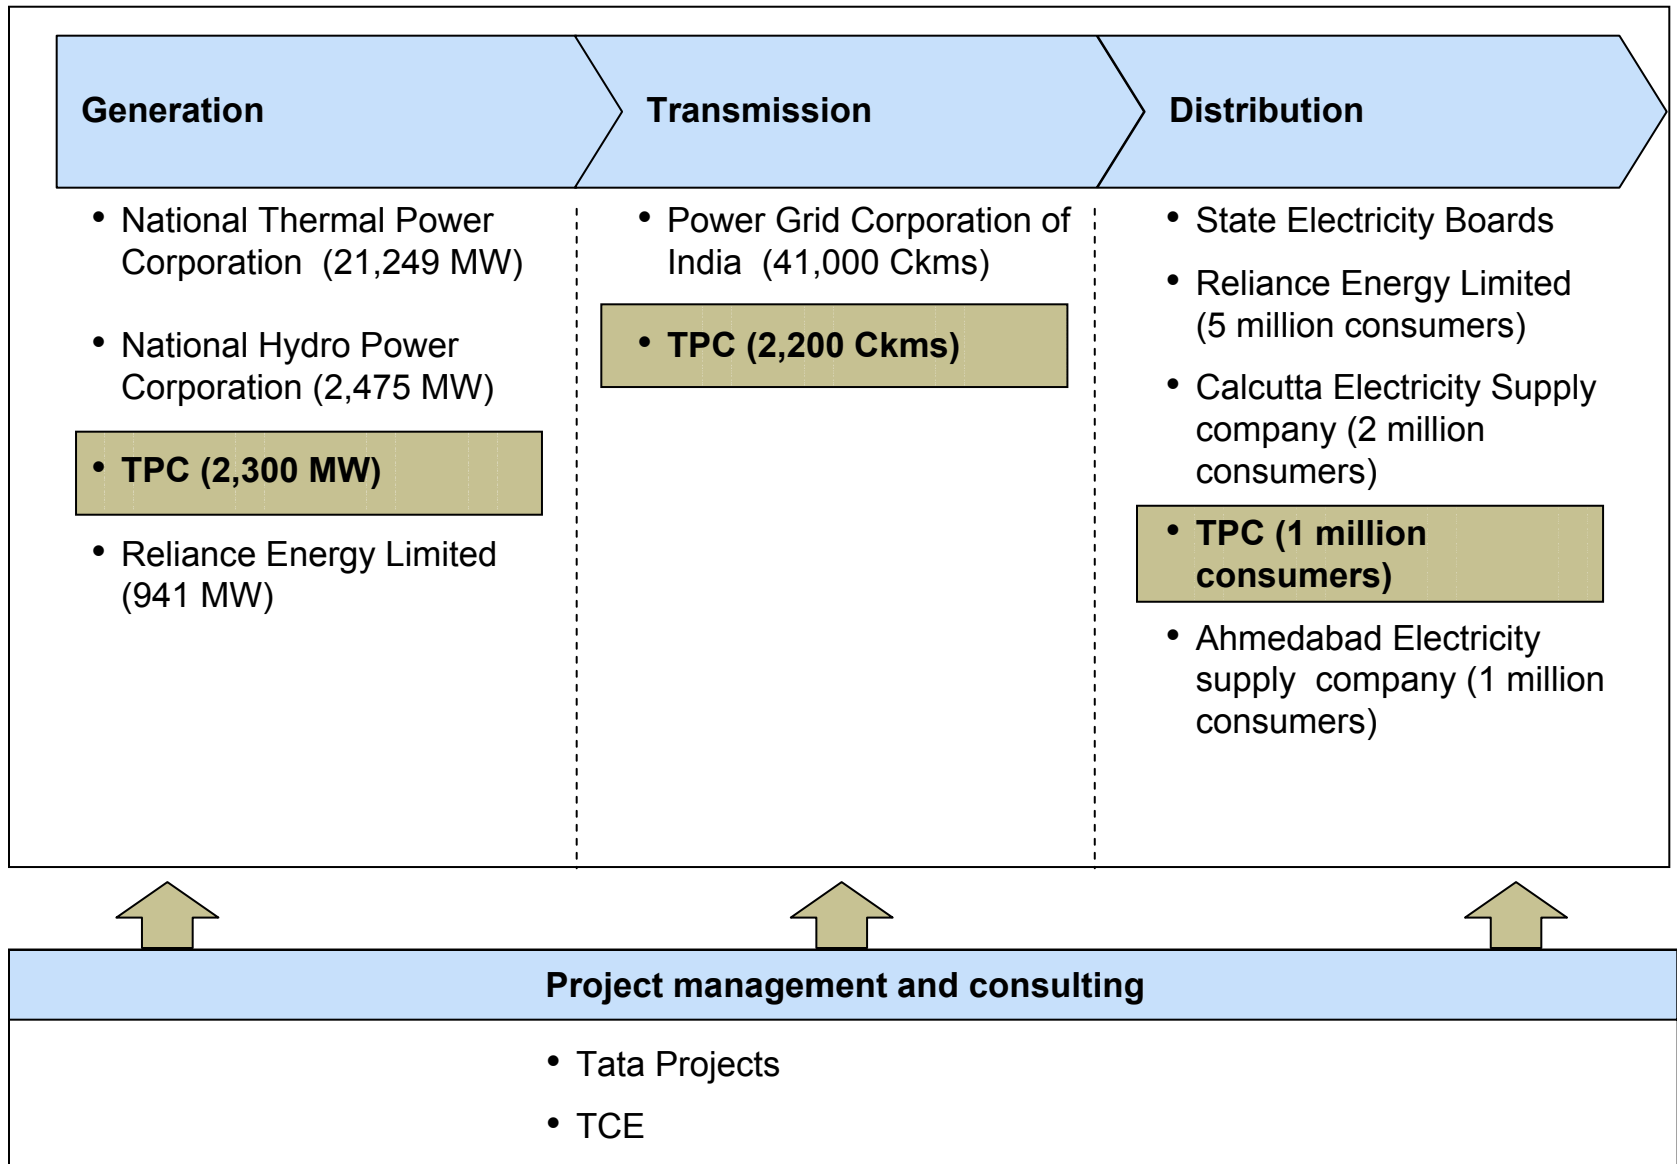 Generation
Transmission
Distribution
• National Thermal Power
Corporation (21,249 MW)
• National Hydro Power
Corporation (2,475 MW)
• TPC (2,300 MW)
• Reliance Energy Limited
(941 MW)
• Power Grid Corporation of
India (41,000 Ckms)
• TPC (2,200 Ckms)
• State Electricity Boards
• Reliance Energy Limited
(5 million consumers)
• Calcutta Electricity Supply
company (2 million
consumers)
• TPC (1 million
consumers)
• Ahmedabad Electricity
supply company (1 million
consumers)
Project management and consulting
• Tata Projects
• TCE